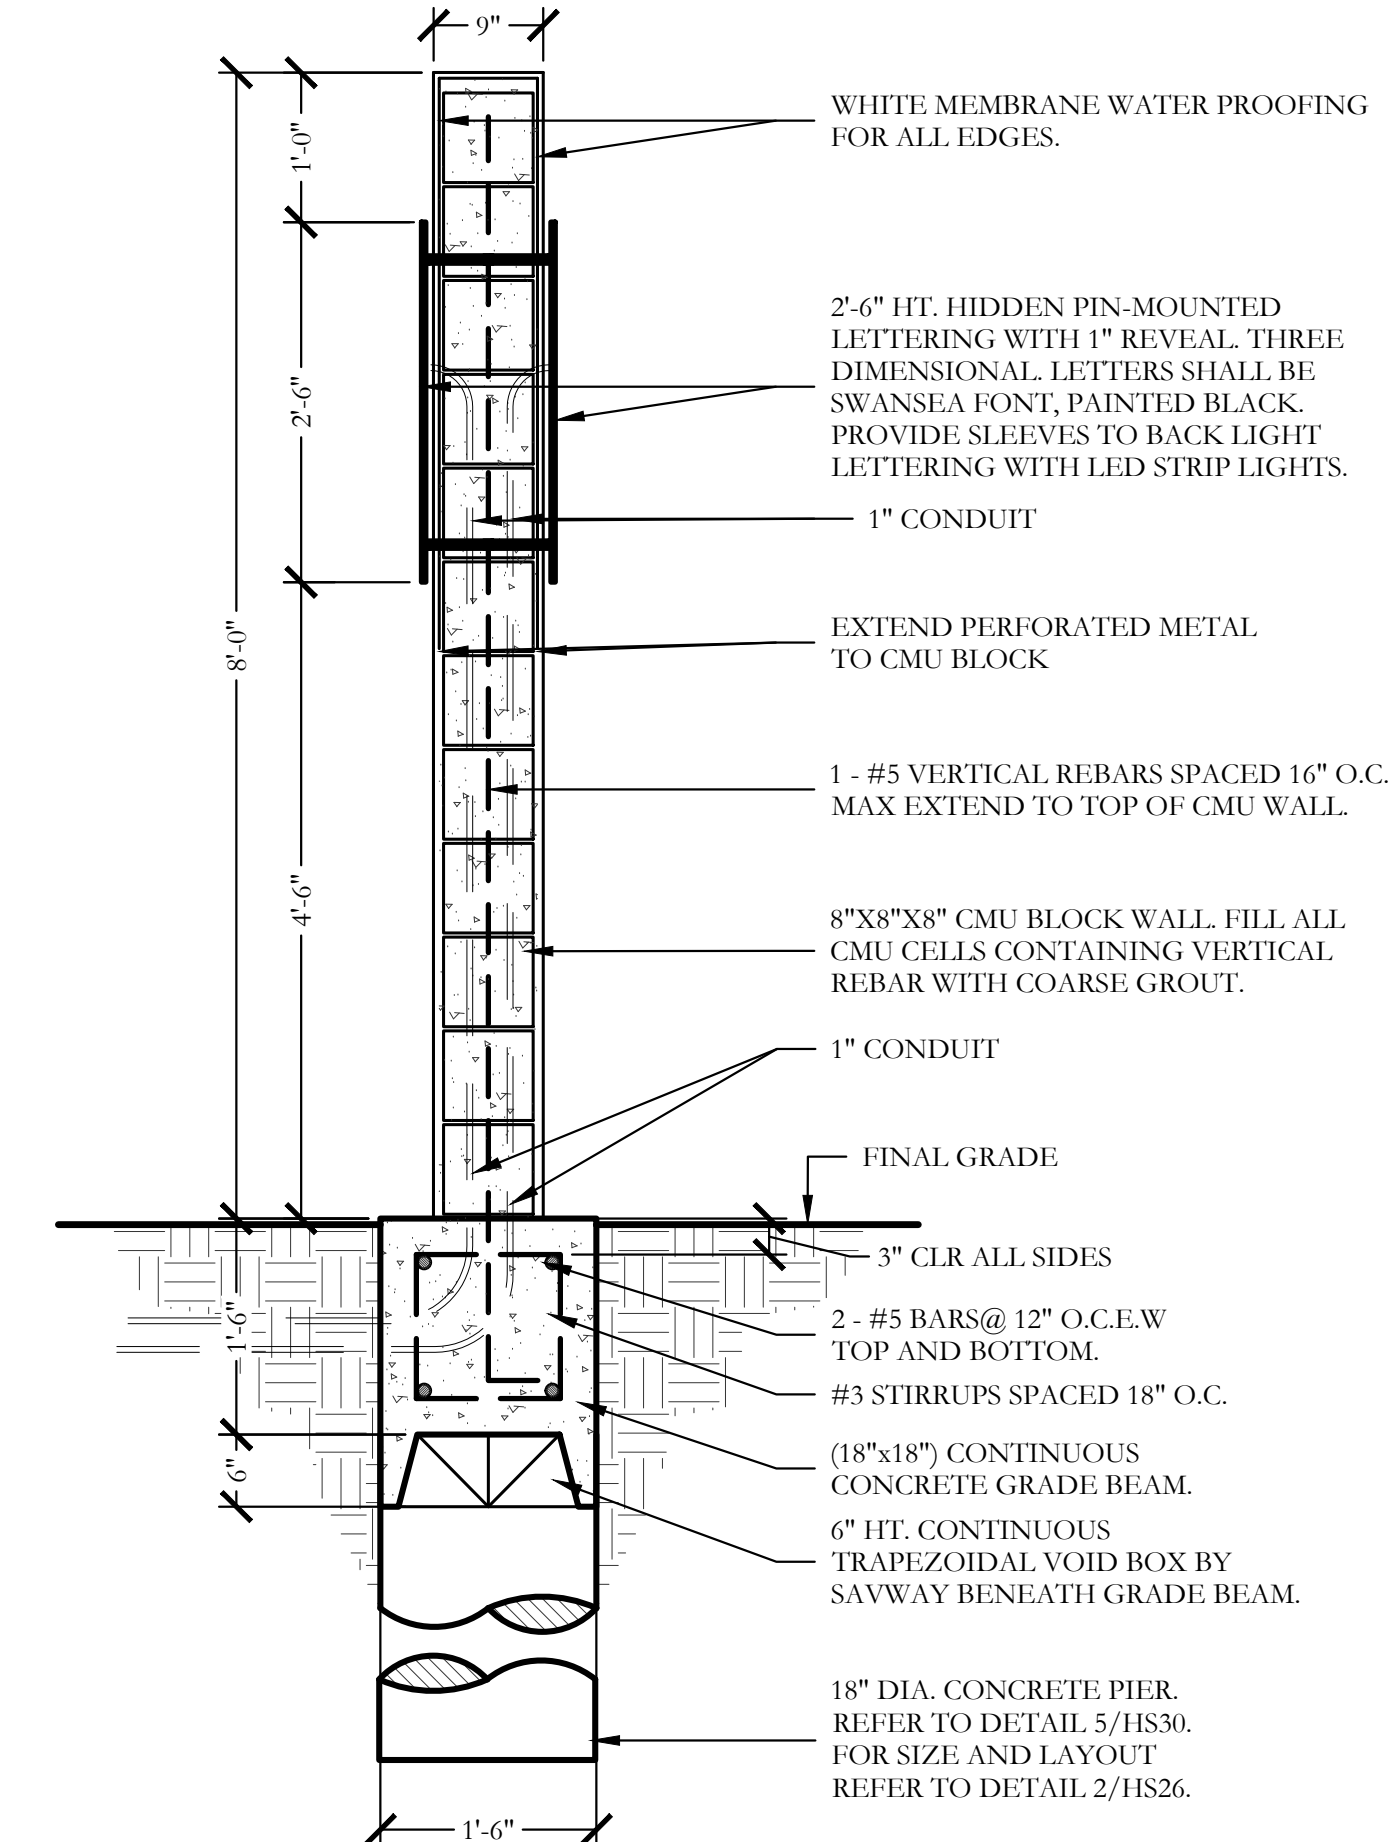 9"
1'-0"
2'-6"
8'-0"
4'-6"
1'-6"
6"
1'-6"
WHITE MEMBRANE WATER PROOFING
FOR ALL EDGES.
2'-6" HT. HIDDEN PIN-MOUNTED
LETTERING WITH 1" REVEAL. THREE
DIMENSIONAL. LETTERS SHALL BE
SWANSEA FONT, PAINTED BLACK.
PROVIDE SLEEVES TO BACK LIGHT
LETTERING WITH LED STRIP LIGHTS.
1" CONDUIT
EXTEND PERFORATED METAL
TO CMU BLOCK
1 - #5 VERTICAL REBARS SPACED 16" O.C.
MAX EXTEND TO TOP OF CMU WALL.
8"X8"X8" CMU BLOCK WALL. FILL ALL
CMU CELLS CONTAINING VERTICAL
REBAR WITH COARSE GROUT.
1" CONDUIT
FINAL GRADE
3" CLR ALL SIDES
2 - #5 BARS@ 12" O.C.E.W
TOP AND BOTTOM.
#3 STIRRUPS SPACED 18" O.C.
(18"x18") CONTINUOUS
CONCRETE GRADE BEAM.
6" HT. CONTINUOUS
TRAPEZOIDAL VOID BOX BY
SAVWAY BENEATH GRADE BEAM.
18" DIA. CONCRETE PIER.
REFER TO DETAIL 5/HS30.
FOR SIZE AND LAYOUT
REFER TO DETAIL 2/HS26.